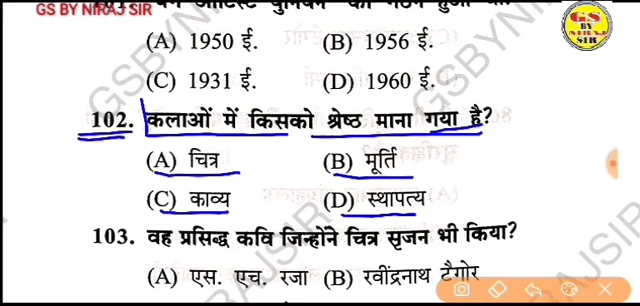 GS BY NIRAJ SIR
(A) 1950 ई. (B) 1956 ई.
(C) 1931 ई. (D) 1960 ई.
102. कलाओं में किसको श्रेष्ठ माना गया है?
(A) चित्र (B) मूर्ति
(C) काव्य (D) स्थापत्य
103. वह प्रसिद्ध कवि जिन्होंने चित्र सृजन भी किया?
(A) एस. एच. रजा (B) रवींद्रनाथ टैगोर